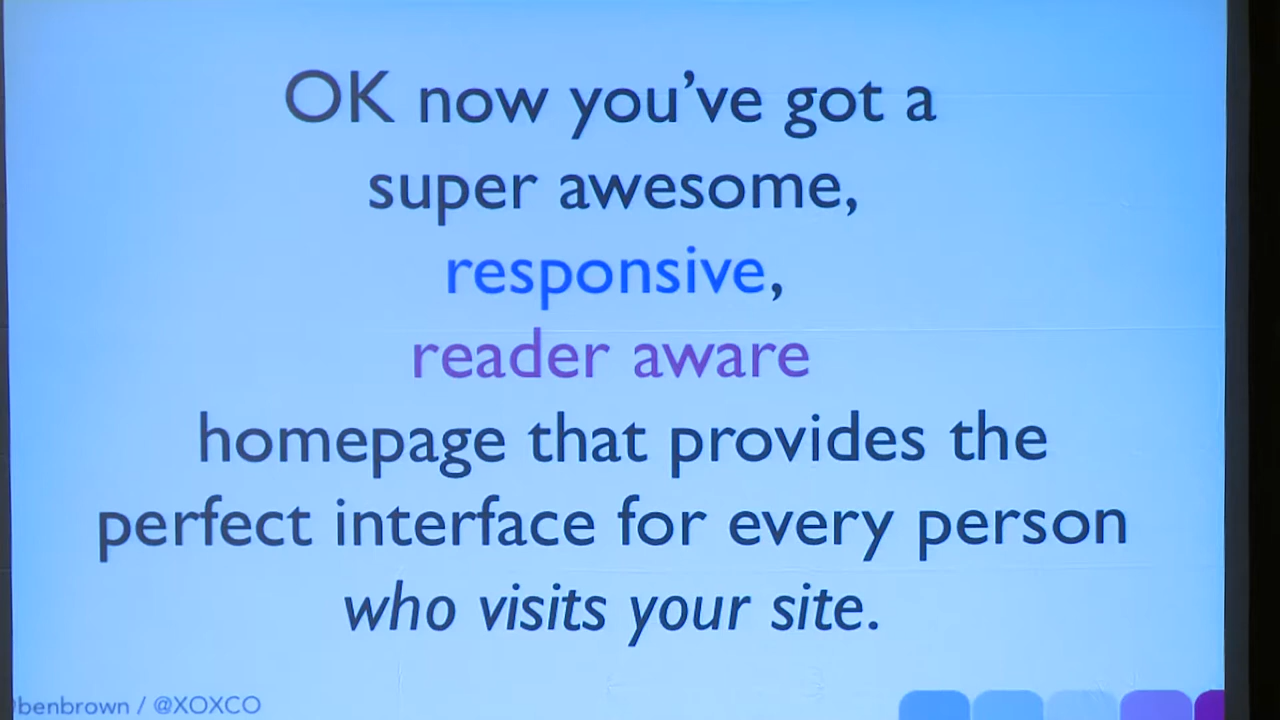 OK now you've got a
super awesome,
responsive,
reader aware
homepage that provides the
perfect interface for every person
who visits your site.
benbrown / @XOXCO